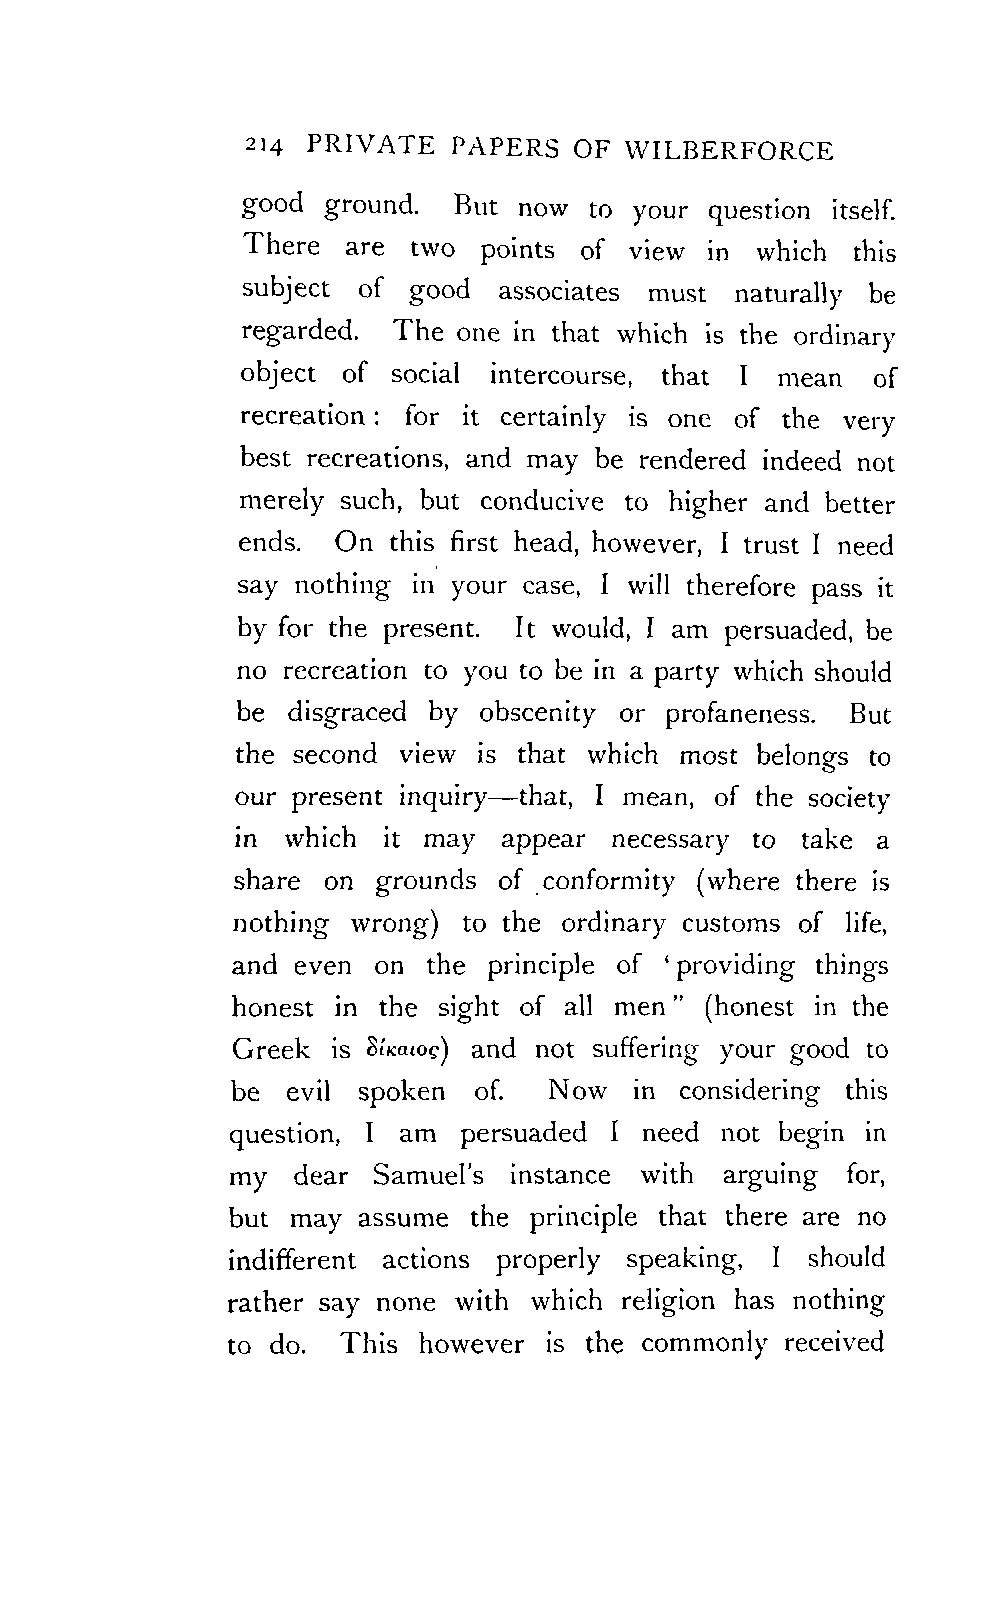 214 PRIVATE PAPERS OF WILBERFORCE
good ground. But now to your question itself.
There are two points of view in which this
subject of good associates must naturally be
regarded. The one in that which is the ordinary
object of social intercourse, that I mean of
recreation: for it certainly is one of the very
best recreations, and may be rendered indeed not
merely such, but conducive to higher and better
ends. On this first head, however, I trust I need
say nothing in your case, I will therefore pass it
by for the present. It would, I am persuaded, be
no recreation to you to be in a party which should
be disgraced by obscenity or profaneness. But
the second view is that which most belongs to
our present inquiry—that, I mean, of the society
in which it may appear necessary to take a
share on grounds of conformity (where there is
nothing wrong) to the ordinary customs of life,
and even on the principle of ‘providing things
honest in the sight of all men” (honest in the
Greek is δίκαιος) and not suffering your good to
be evil spoken of. Now in considering this
question, I am persuaded I need not begin in
my dear Samuel's instance with arguing for,
but may assume the principle that there are no
indifferent actions properly speaking, I should
rather say none with which religion has nothing
to do. This however is the commonly received